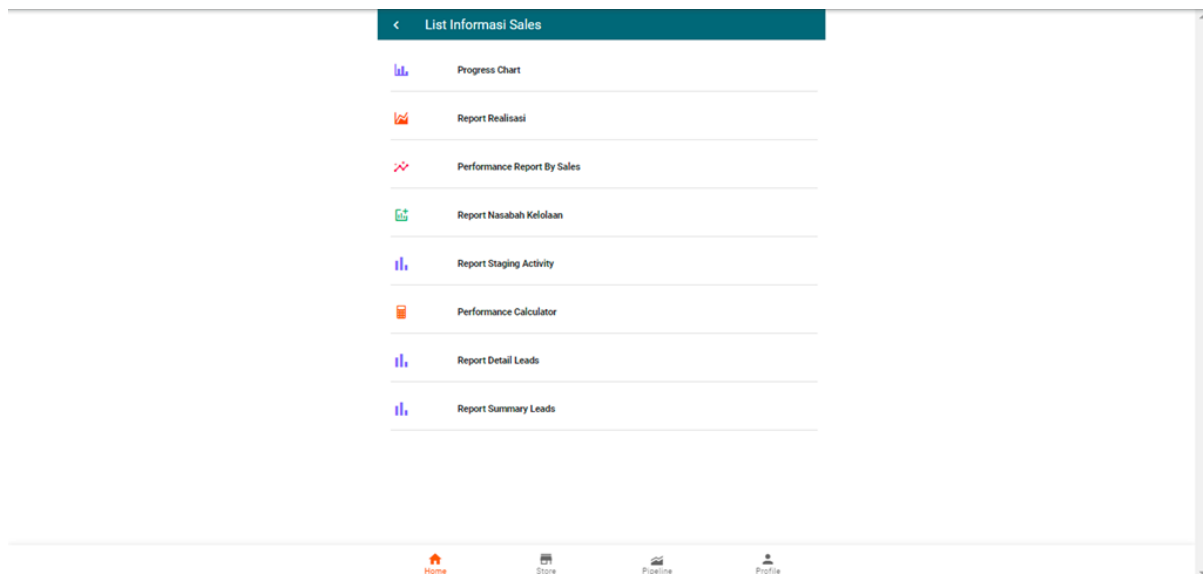 List Informasi Sales
Progress Chart
Report Realisasi
Performance Report By Sales
Report Nasabah Kelolaan
Report Staging Activity
Performance Calculator
Report Detail Leads
Report Summary Leads
Home Store Pipeline Profile